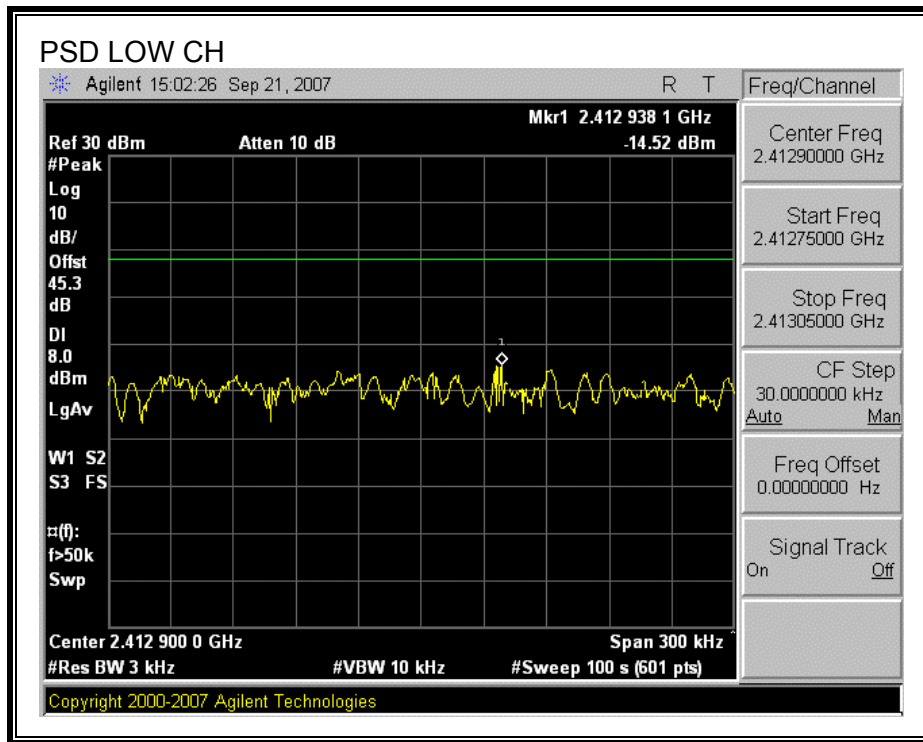 PSD LOW CH
Agilent 15:02:26 Sep 21, 2007 R T
Mkr1 2.412 938 1 GHz
Ref 30 dBm Atten 10 dB -14.52 dBm
#Peak
Log
10
dB/
Offst
45.3
dB
DI
8.0
dBm
LgAv
W1 S2
S3 FS
¤(f):
f>50k
Swp
1
Center 2.412 900 0 GHz Span 300 kHz ^
#Res BW 3 kHz #VBW 10 kHz #Sweep 100 s (601 pts)
Copyright 2000-2007 Agilent Technologies
Freq/Channel
Center Freq
2.41290000 GHz
Start Freq
2.41275000 GHz
Stop Freq
2.41305000 GHz
CF Step
30.0000000 kHz
Auto Man
Freq Offset
0.00000000 Hz
Signal Track
On Off